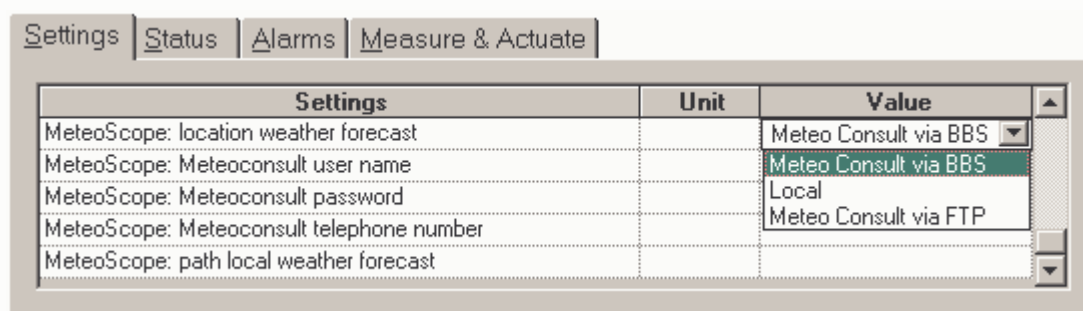 Settings Status Alarms Measure & Actuate
Settings Unit Value
MeteoScope: location weather forecast Meteo Consult via BBS
MeteoScope: Meteoconsult user name Meteo Consult via BBS
MeteoScope: Meteoconsult password Local
MeteoScope: Meteoconsult telephone number Meteo Consult via FTP
MeteoScope: path local weather forecast